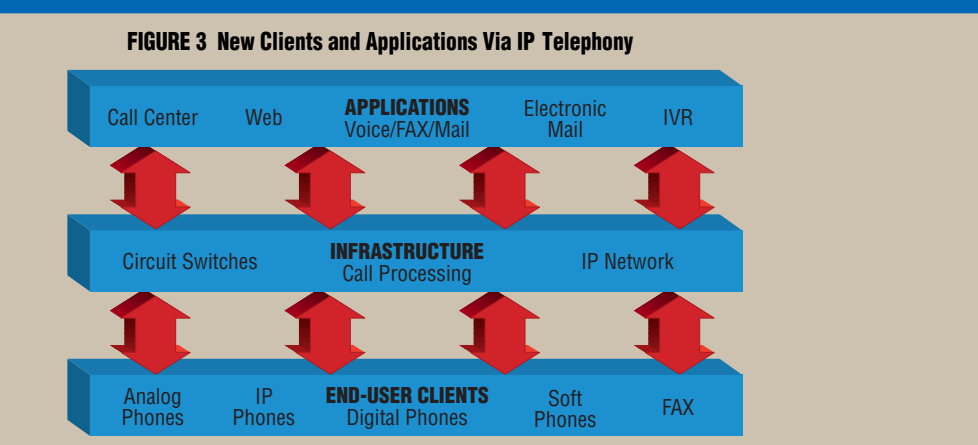 FIGURE 3 New Clients and Applications Via IP Telephony
Call Center
Web
APPLICATIONS
Voice/FAX/Mail
Electronic
Mail
IVR
Circuit Switches
INFRASTRUCTURE
Call Processing
IP Network
Analog
Phones
IP
Phones
END-USER CLIENTS
Digital Phones
Soft
Phones
FAX